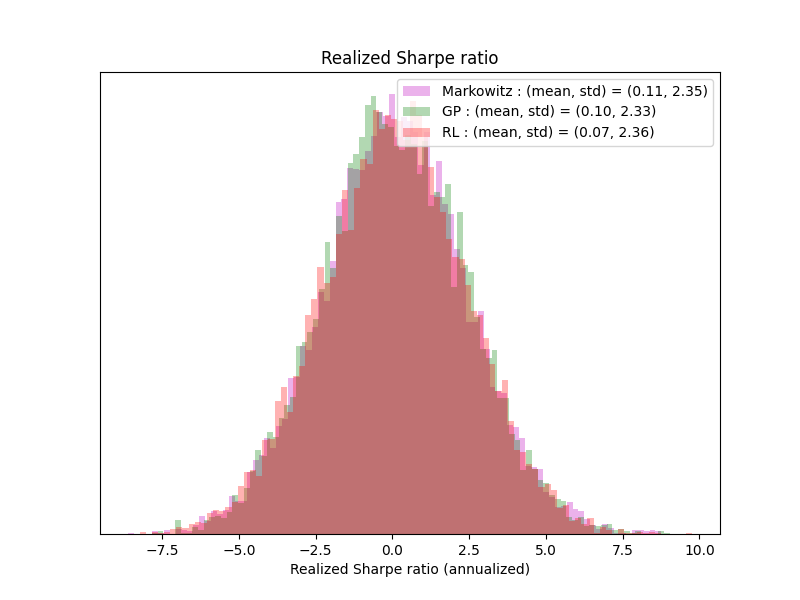 Realized Sharpe ratio
Markowitz : (mean, std) = (0.11, 2.35)
GP : (mean, std) = (0.10, 2.33)
RL : (mean, std) = (0.07, 2.36)
−7.5 −5.0 −2.5 0.0 2.5 5.0 7.5 10.0
Realized Sharpe ratio (annualized)